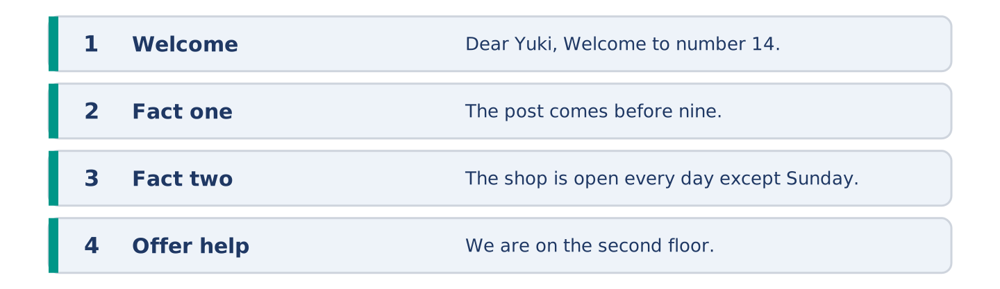 1 Welcome Dear Yuki, Welcome to number 14.
2 Fact one The post comes before nine.
3 Fact two The shop is open every day except Sunday.
4 Offer help We are on the second floor.